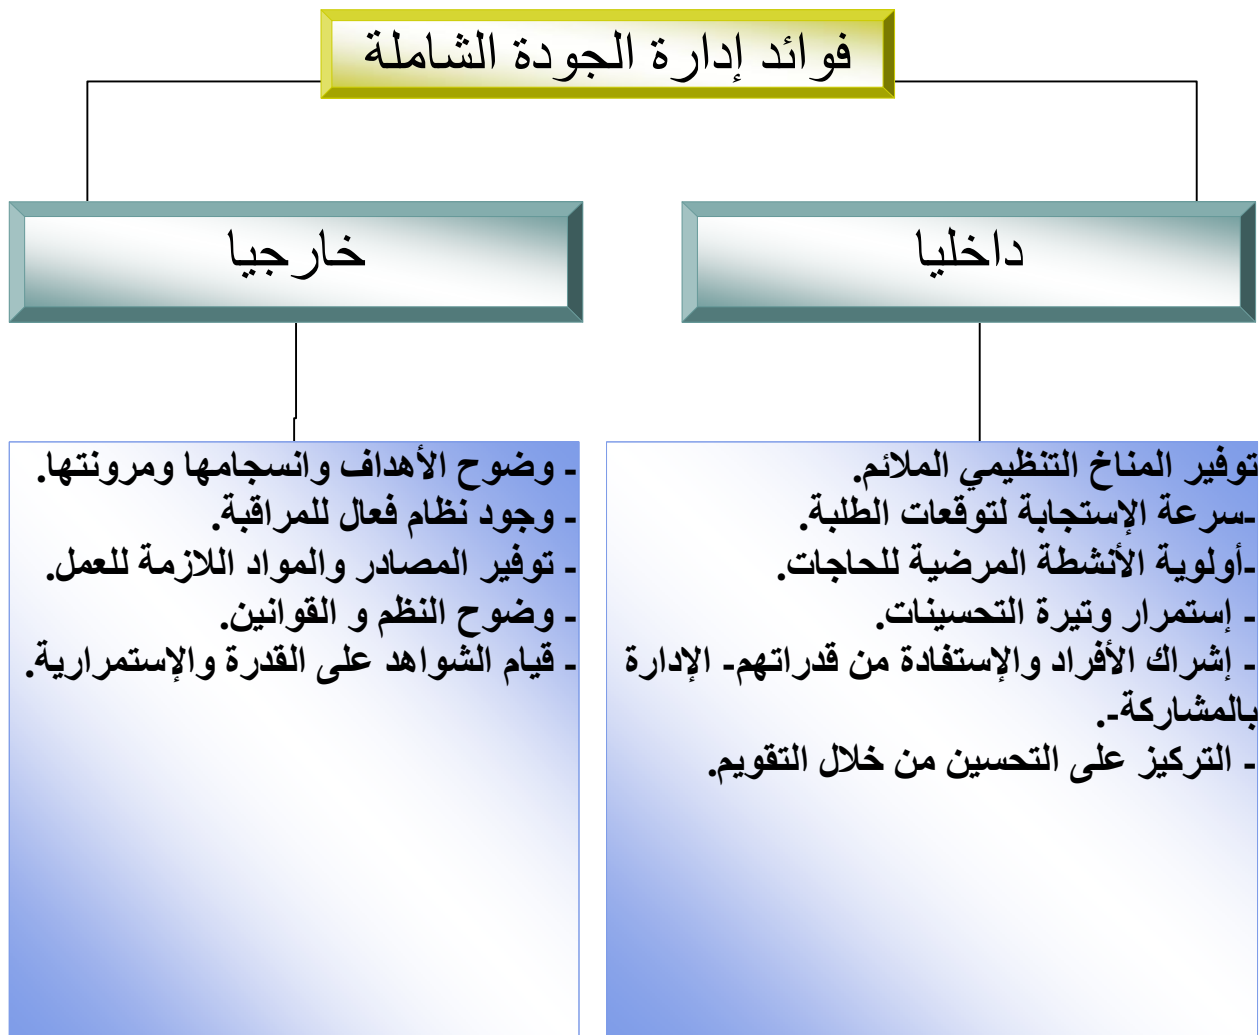 فوائد إدارة الجودة الشاملة
داخليا
توفير المناخ التنظيمي الملائم.
-سرعة الإستجابة لتوقعات الطلبة.
-أولوية الأنشطة المرضية للحاجات.
- إستمرار وتيرة التحسينات.
- إشراك الأفراد والإستفادة من قدراتهم- الإدارة
بالمشاركة-.
- التركيز على التحسين من خلال التقويم.
خارجيا
- وضوح الأهداف وانسجامها ومرونتها.
- وجود نظام فعال للمراقبة.
- توفير المصادر والمواد اللازمة للعمل.
- وضوح النظم و القوانين.
- قيام الشواهد على القدرة والإستمرارية.